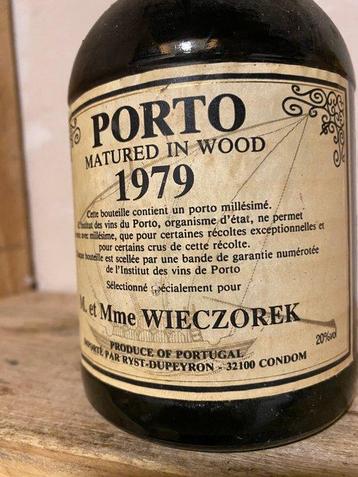 PORTO
MATURED IN WOOD
1979
Cette bouteille contient un porto millésimé.
l'Institut des vins du Porto, organisme d'état, ne permet
avec millésime, que pour certaines récoltes exceptionnelles et
pour certains crus de cette récolte.
bouteille est scellée par une bande de garantie numérotée
de l'Institut des vins de Porto
Sélectionné spécialement pour
M. et Mme WIECZOREK
PRODUCE OF PORTUGAL
IMPORTÉ PAR RYST-DUPEYRON - 32100 CONDOM
20%vol